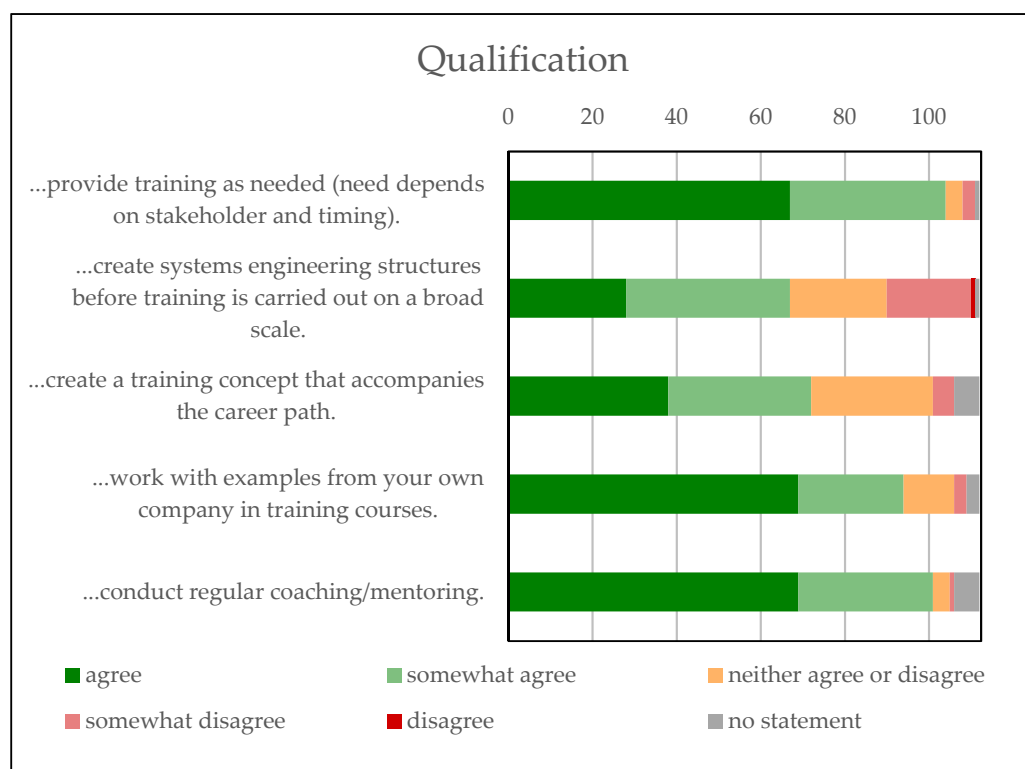 Qualification
0 20 40 60 80 100
...provide training as needed (need depends
on stakeholder and timing).
...create systems engineering structures
before training is carried out on a broad
scale.
...create a training concept that accompanies
the career path.
...work with examples from your own
company in training courses.
...conduct regular coaching/mentoring.
agree somewhat agree neither agree or disagree
somewhat disagree disagree no statement